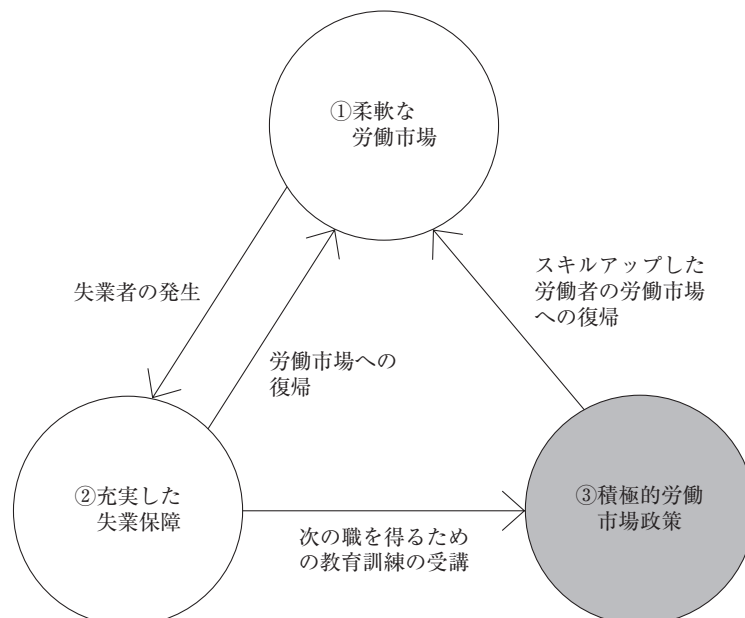 ①柔軟な
労働市場
失業者の発生
労働市場への
復帰
スキルアップした
労働者の労働市場
への復帰
②充実した
失業保障
次の職を得るため
の教育訓練の受講
③積極的労働
市場政策